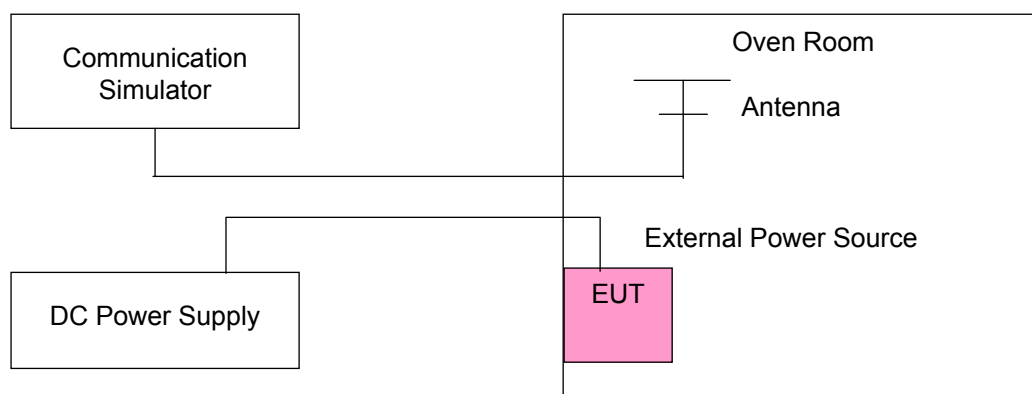 Communication
Simulator
Oven Room
Antenna
External Power Source
EUT
DC Power Supply